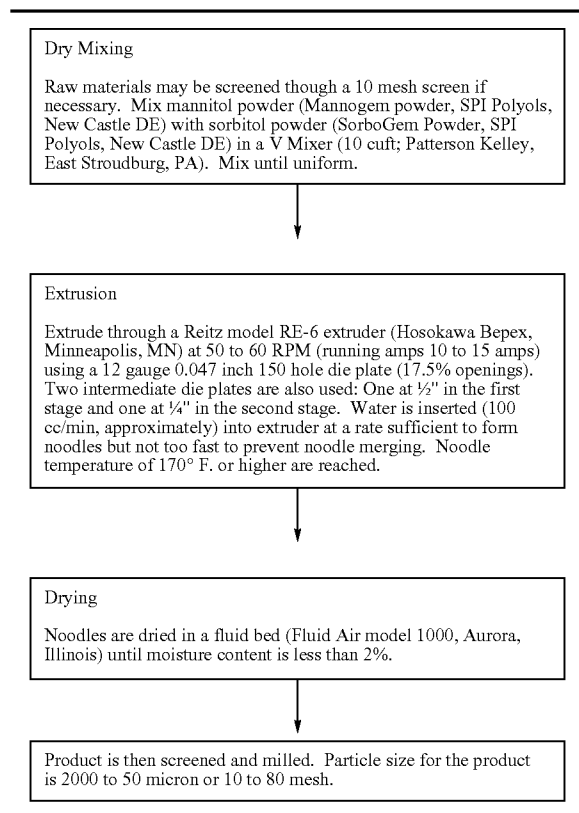 Dry Mixing
Raw materials may be screened though a 10 mesh screen if
necessary. Mix mannitol powder (Mannogem powder, SPI Polyols,
New Castle DE) with sorbitol powder (SorboGem Powder, SPI
Polyols, New Castle DE) in a V Mixer (10 cuft; Patterson Kelley,
East Stroudburg, PA). Mix until uniform.
Extrusion
Extrude through a Reitz model RE-6 extruder (Hosokawa Bepex,
Minneapolis, MN) at 50 to 60 RPM (running amps 10 to 15 amps)
using a 12 gauge 0.047 inch 150 hole die plate (17.5% openings).
Two intermediate die plates are also used: One at ½" in the first
stage and one at ¼" in the second stage. Water is inserted (100
cc/min, approximately) into extruder at a rate sufficient to form
noodles but not too fast to prevent noodle merging. Noodle
temperature of 170° F. or higher are reached.
Drying
Noodles are dried in a fluid bed (Fluid Air model 1000, Aurora,
Illinois) until moisture content is less than 2%.
Product is then screened and milled. Particle size for the product
is 2000 to 50 micron or 10 to 80 mesh.